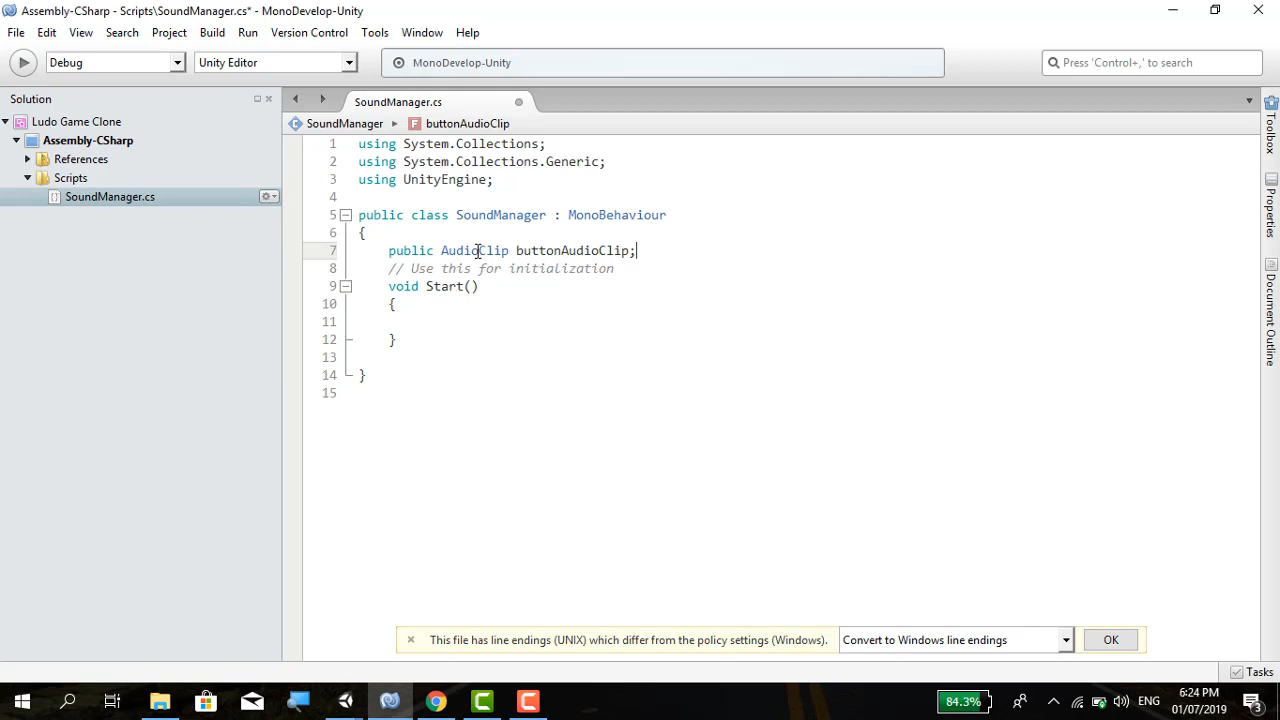 Assembly-CSharp - Scripts\SoundManager.cs* - MonoDevelop-Unity
File Edit View Search Project Build Run Version Control Tools Window Help
Debug Unity Editor MonoDevelop-Unity Press 'Control+,' to search
Solution
Ludo Game Clone
Assembly-CSharp
References
Scripts
SoundManager.cs
SoundManager.cs
SoundManager buttonAudioClip
1 using System.Collections;
2 using System.Collections.Generic;
3 using UnityEngine;
4
5 public class SoundManager : MonoBehaviour
6 {
7 public AudioClip buttonAudioClip;
8 // Use this for initialization
9 void Start()
10 {
11
12 }
13
14 }
15
Toolbox
Properties
Document Outline
This file has line endings (UNIX) which differ from the policy settings (Windows). Convert to Windows line endings OK
Tasks
84.3% ENG 6:24 PM
01/07/2019
3